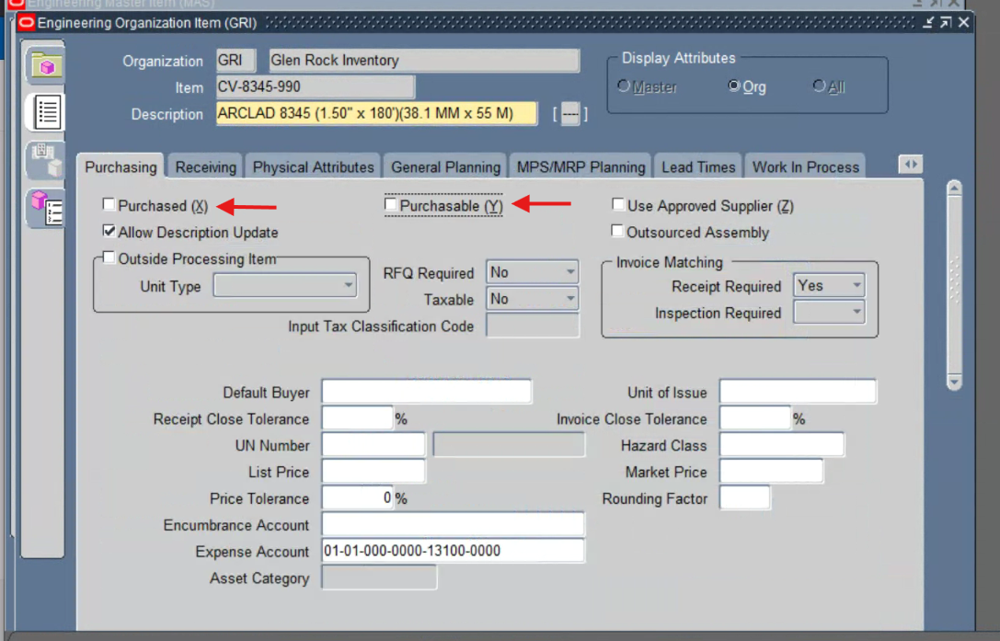 Engineering Master Item (MAS)
Engineering Organization Item (GRI)
Organization GRI Glen Rock Inventory
Display Attributes
Item CV-8345-990
Master Org All
Description ARCLAD 8345 (1.50" x 180')(38.1 MM x 55 M) [ ---- ]
Purchasing Receiving Physical Attributes General Planning MPS/MRP Planning Lead Times Work In Process
Purchased (X) Purchasable (Y) Use Approved Supplier (Z)
Allow Description Update Outsourced Assembly
Outside Processing Item Invoice Matching
Unit Type RFQ Required No Receipt Required Yes
Taxable No Inspection Required
Input Tax Classification Code
Default Buyer Unit of Issue
Receipt Close Tolerance % Invoice Close Tolerance %
UN Number Hazard Class
List Price Market Price
Price Tolerance 0 % Rounding Factor
Encumbrance Account
Expense Account 01-01-000-0000-13100-0000
Asset Category